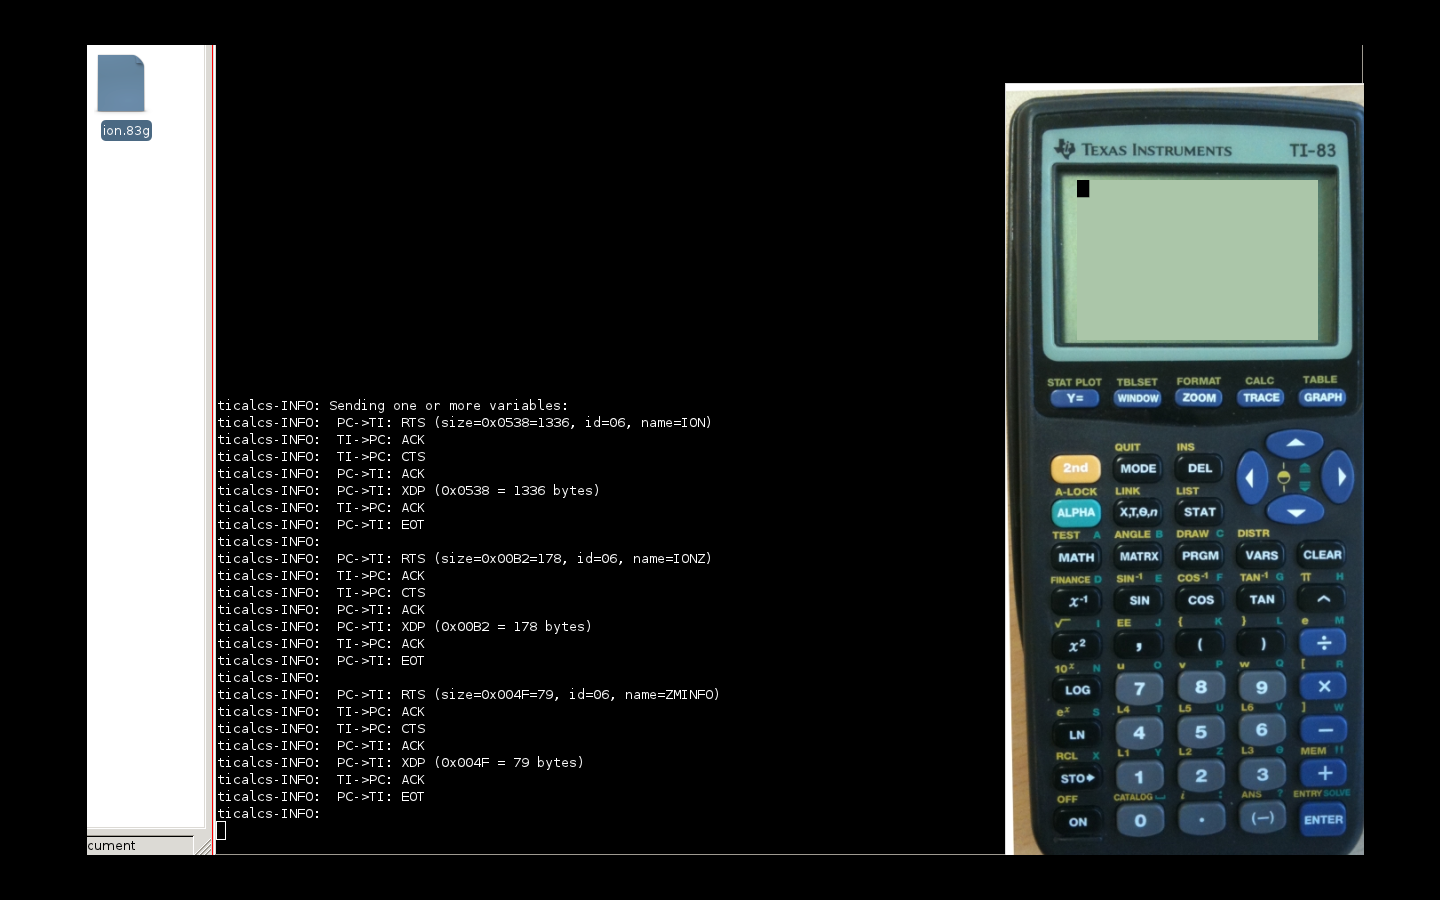 ion.83g
cument
ticalcs-INFO: Sending one or more variables:
ticalcs-INFO:  PC->TI: RTS (size=0x0538=1336, id=06, name=ION)
ticalcs-INFO:  TI->PC: ACK
ticalcs-INFO:  TI->PC: CTS
ticalcs-INFO:  PC->TI: ACK
ticalcs-INFO:  PC->TI: XDP (0x0538 = 1336 bytes)
ticalcs-INFO:  TI->PC: ACK
ticalcs-INFO:  PC->TI: EOT
ticalcs-INFO:
ticalcs-INFO:  PC->TI: RTS (size=0x00B2=178, id=06, name=IONZ)
ticalcs-INFO:  TI->PC: ACK
ticalcs-INFO:  TI->PC: CTS
ticalcs-INFO:  PC->TI: ACK
ticalcs-INFO:  PC->TI: XDP (0x00B2 = 178 bytes)
ticalcs-INFO:  TI->PC: ACK
ticalcs-INFO:  PC->TI: EOT
ticalcs-INFO:
ticalcs-INFO:  PC->TI: RTS (size=0x004F=79, id=06, name=ZMINFO)
ticalcs-INFO:  TI->PC: ACK
ticalcs-INFO:  TI->PC: CTS
ticalcs-INFO:  PC->TI: ACK
ticalcs-INFO:  PC->TI: XDP (0x004F = 79 bytes)
ticalcs-INFO:  TI->PC: ACK
ticalcs-INFO:  PC->TI: EOT
ticalcs-INFO:
TEXAS INSTRUMENTS TI-83
STAT PLOT TBLSET FORMAT CALC TABLE
Y= WINDOW ZOOM TRACE GRAPH
QUIT INS
2nd MODE DEL
A-LOCK LINK LIST
ALPHA X,T,Θ,n STAT
TEST A ANGLE B DRAW C DISTR
MATH MATRX PRGM VARS CLEAR
FINANCE D SIN⁻¹ E COS⁻¹ F TAN⁻¹ G π H
x⁻¹ SIN COS TAN ^
√ I EE J { K } L e M
x² , ( ) ÷
10ˣ N u O v P w Q [ R
LOG 7 8 9 ×
eˣ S L4 T L5 U L6 V ] W
LN 4 5 6 −
RCL X L1 Y L2 Z L3 θ MEM "
STO▸ 1 2 3 +
OFF CATALOG i : ANS ? ENTRY SOLVE
ON 0 . (−) ENTER